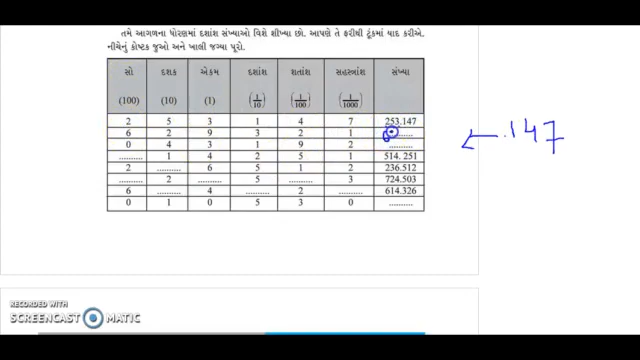 તમે આગળના ધોરણમાં દશાંશ સંખ્યાઓ વિશે શીખ્યા છો. આપણે તે ફરીથી ટૂંકમાં યાદ કરીએ.
નીચેનું કોષ્ટક જુઓ અને ખાલી જગ્યા પૂરો.
સો દશક એકમ દશાંશ શતાંશ સહસ્ત્રાંશ સંખ્યા
(100) (10) (1) (1/10) (1/100) (1/1000)
2 5 3 1 4 7 253.147
6 2 9 3 2 1 6........
0 4 3 1 9 2 ........
........ 1 4 2 5 1 514. 251
2 ........ 6 5 1 2 236.512
........ 2 ........ 5 ........ 3 724.503
6 ........ 4 ........ 2 ........ 614.326
0 1 0 5 3 0 ........
.147
RECORDED WITH
SCREENCAST MATIC